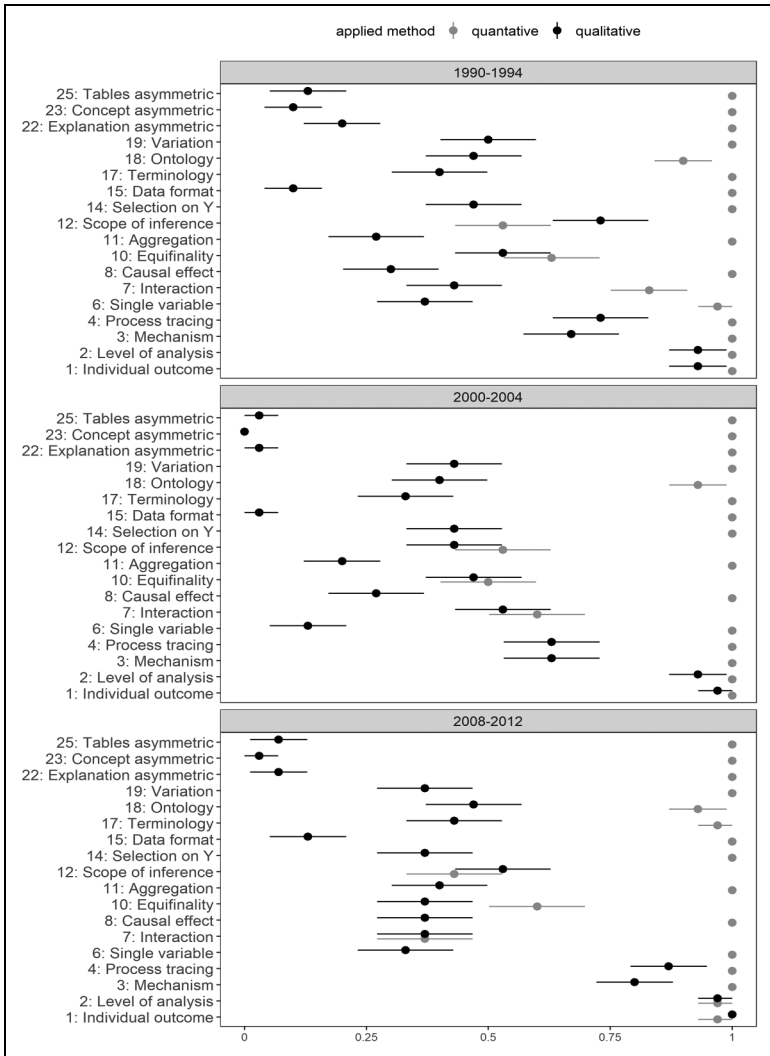 applied method quantative qualitative
1990-1994
25: Tables asymmetric
23: Concept asymmetric
22: Explanation asymmetric
19: Variation
18: Ontology
17: Terminology
15: Data format
14: Selection on Y
12: Scope of inference
11: Aggregation
10: Equifinality
8: Causal effect
7: Interaction
6: Single variable
4: Process tracing
3: Mechanism
2: Level of analysis
1: Individual outcome
2000-2004
25: Tables asymmetric
23: Concept asymmetric
22: Explanation asymmetric
19: Variation
18: Ontology
17: Terminology
15: Data format
14: Selection on Y
12: Scope of inference
11: Aggregation
10: Equifinality
8: Causal effect
7: Interaction
6: Single variable
4: Process tracing
3: Mechanism
2: Level of analysis
1: Individual outcome
2008-2012
25: Tables asymmetric
23: Concept asymmetric
22: Explanation asymmetric
19: Variation
18: Ontology
17: Terminology
15: Data format
14: Selection on Y
12: Scope of inference
11: Aggregation
10: Equifinality
8: Causal effect
7: Interaction
6: Single variable
4: Process tracing
3: Mechanism
2: Level of analysis
1: Individual outcome
0 0.25 0.5 0.75 1